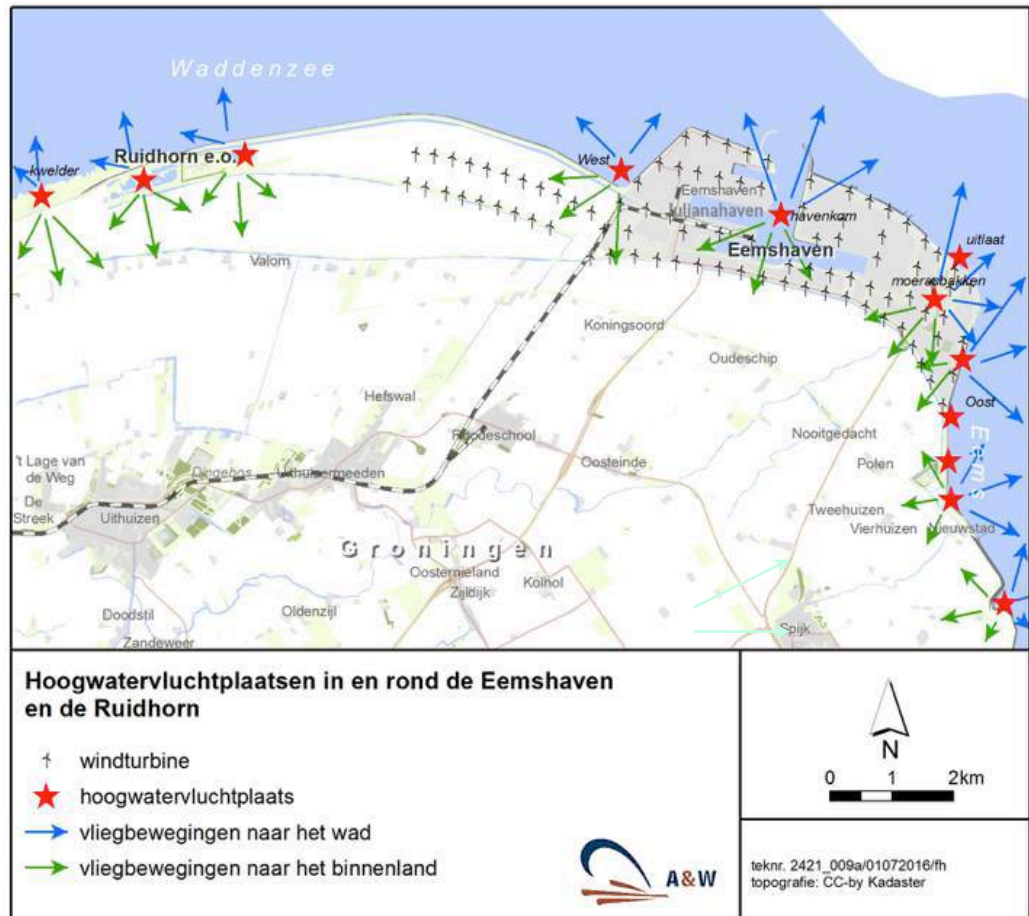 Waddenzee
kwelder
Ruidhorn e.o.
West
Eemshaven
Julianahaven
havenkom
Eemshaven
uitlaat
moerasbakken
Valom
Koningsoord
Oudeschip
Hefswal
Oost
Roodeschool
Nooitgedacht
Eems
't Lage van
de Weg
Dingebos
Uithuizermeeden
Oosteinde
Polen
De
Streek
Uithuizen
Tweehuizen
Vierhuizen
Nieuwstad
Groningen
Oosternieland
Zijldijk
Kolhol
Doodstil
Oldenzijl
Zandeweer
Spijk
Hoogwatervluchtplaatsen in en rond de Eemshaven
en de Ruidhorn
windturbine
hoogwatervluchtplaats
vliegbewegingen naar het wad
vliegbewegingen naar het binnenland
A&W
N
0 1 2km
teknr. 2421_009a/01072016/fh
topografie: CC-by Kadaster